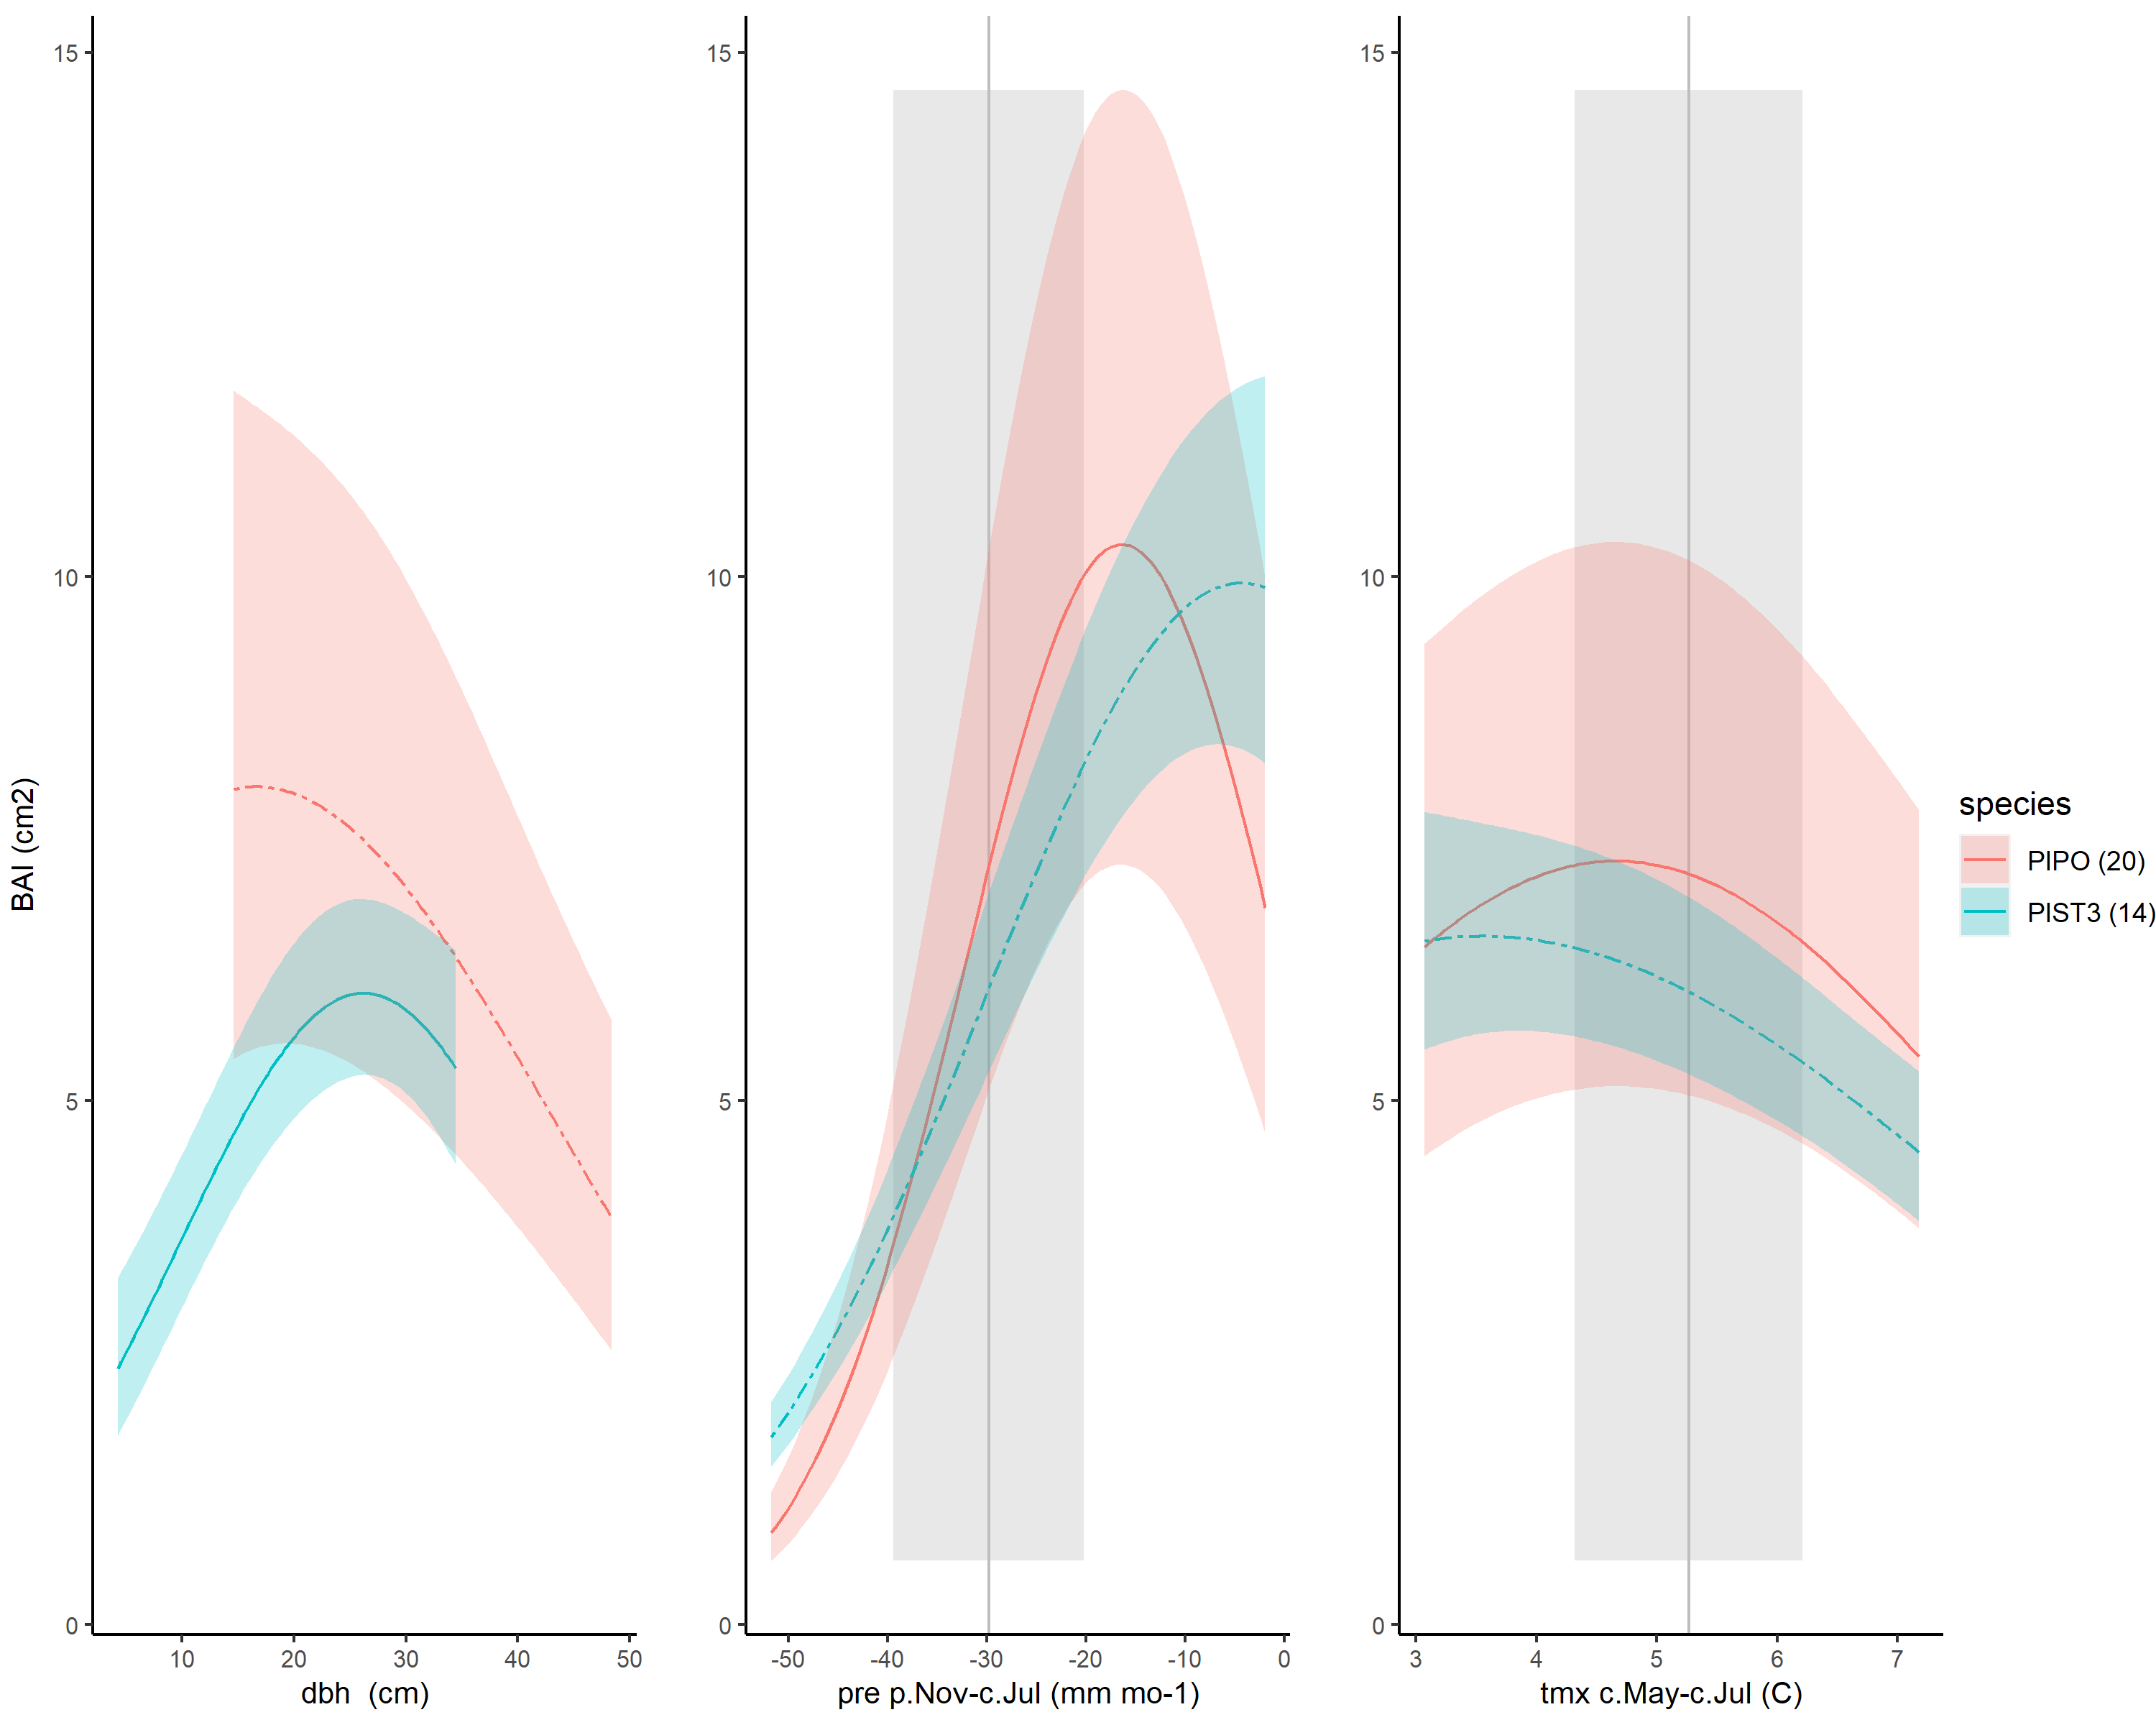 BAI (cm2)
15
10
5
0
10 20 30 40 50
dbh (cm)
15
10
5
0
-50 -40 -30 -20 -10 0
pre p.Nov-c.Jul (mm mo-1)
15
10
5
0
3 4 5 6 7
tmx c.May-c.Jul (C)
species
PIPO (20)
PIST3 (14)